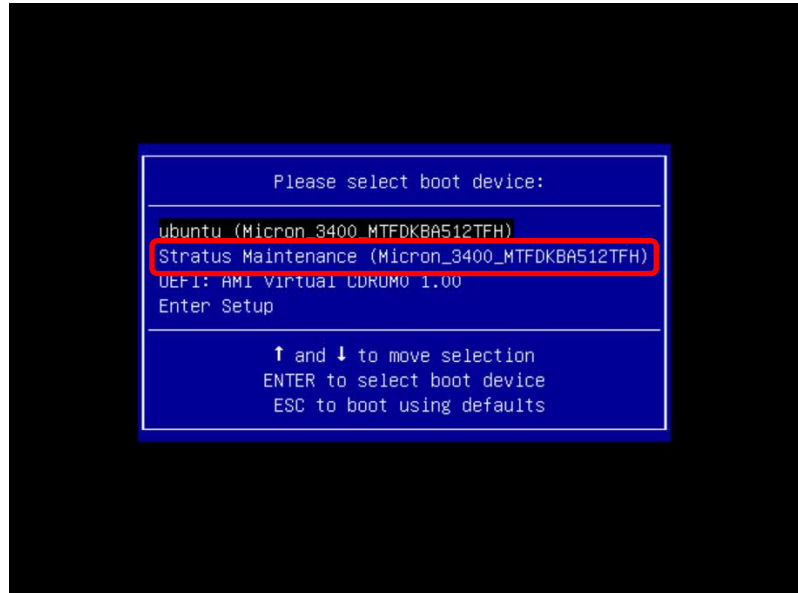 Please select boot device:
ubuntu (Micron_3400_MTFDKBA512TFH)
Stratus Maintenance (Micron_3400_MTFDKBA512TFH)
UEFI: AMI Virtual CDROM0 1.00
Enter Setup
↑ and ↓ to move selection
ENTER to select boot device
ESC to boot using defaults